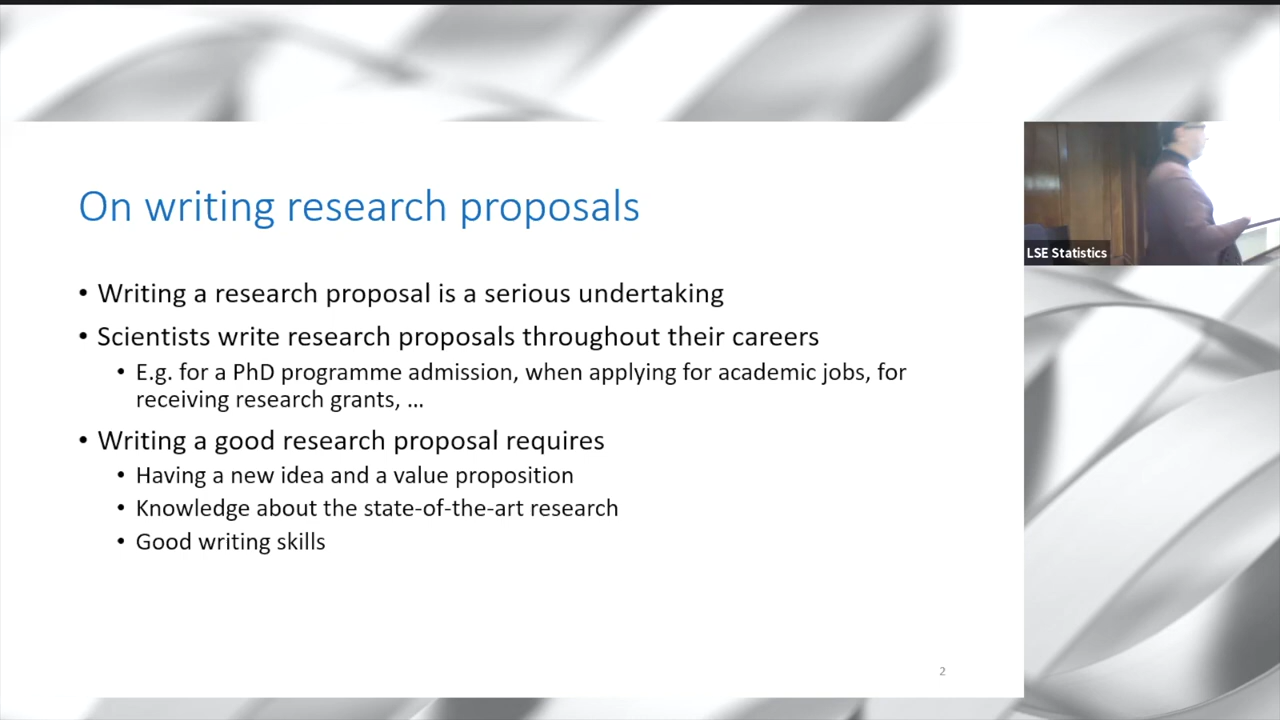 On writing research proposals
• Writing a research proposal is a serious undertaking
• Scientists write research proposals throughout their careers
• E.g. for a PhD programme admission, when applying for academic jobs, for
receiving research grants, …
• Writing a good research proposal requires
• Having a new idea and a value proposition
• Knowledge about the state-of-the-art research
• Good writing skills
2
LSE Statistics